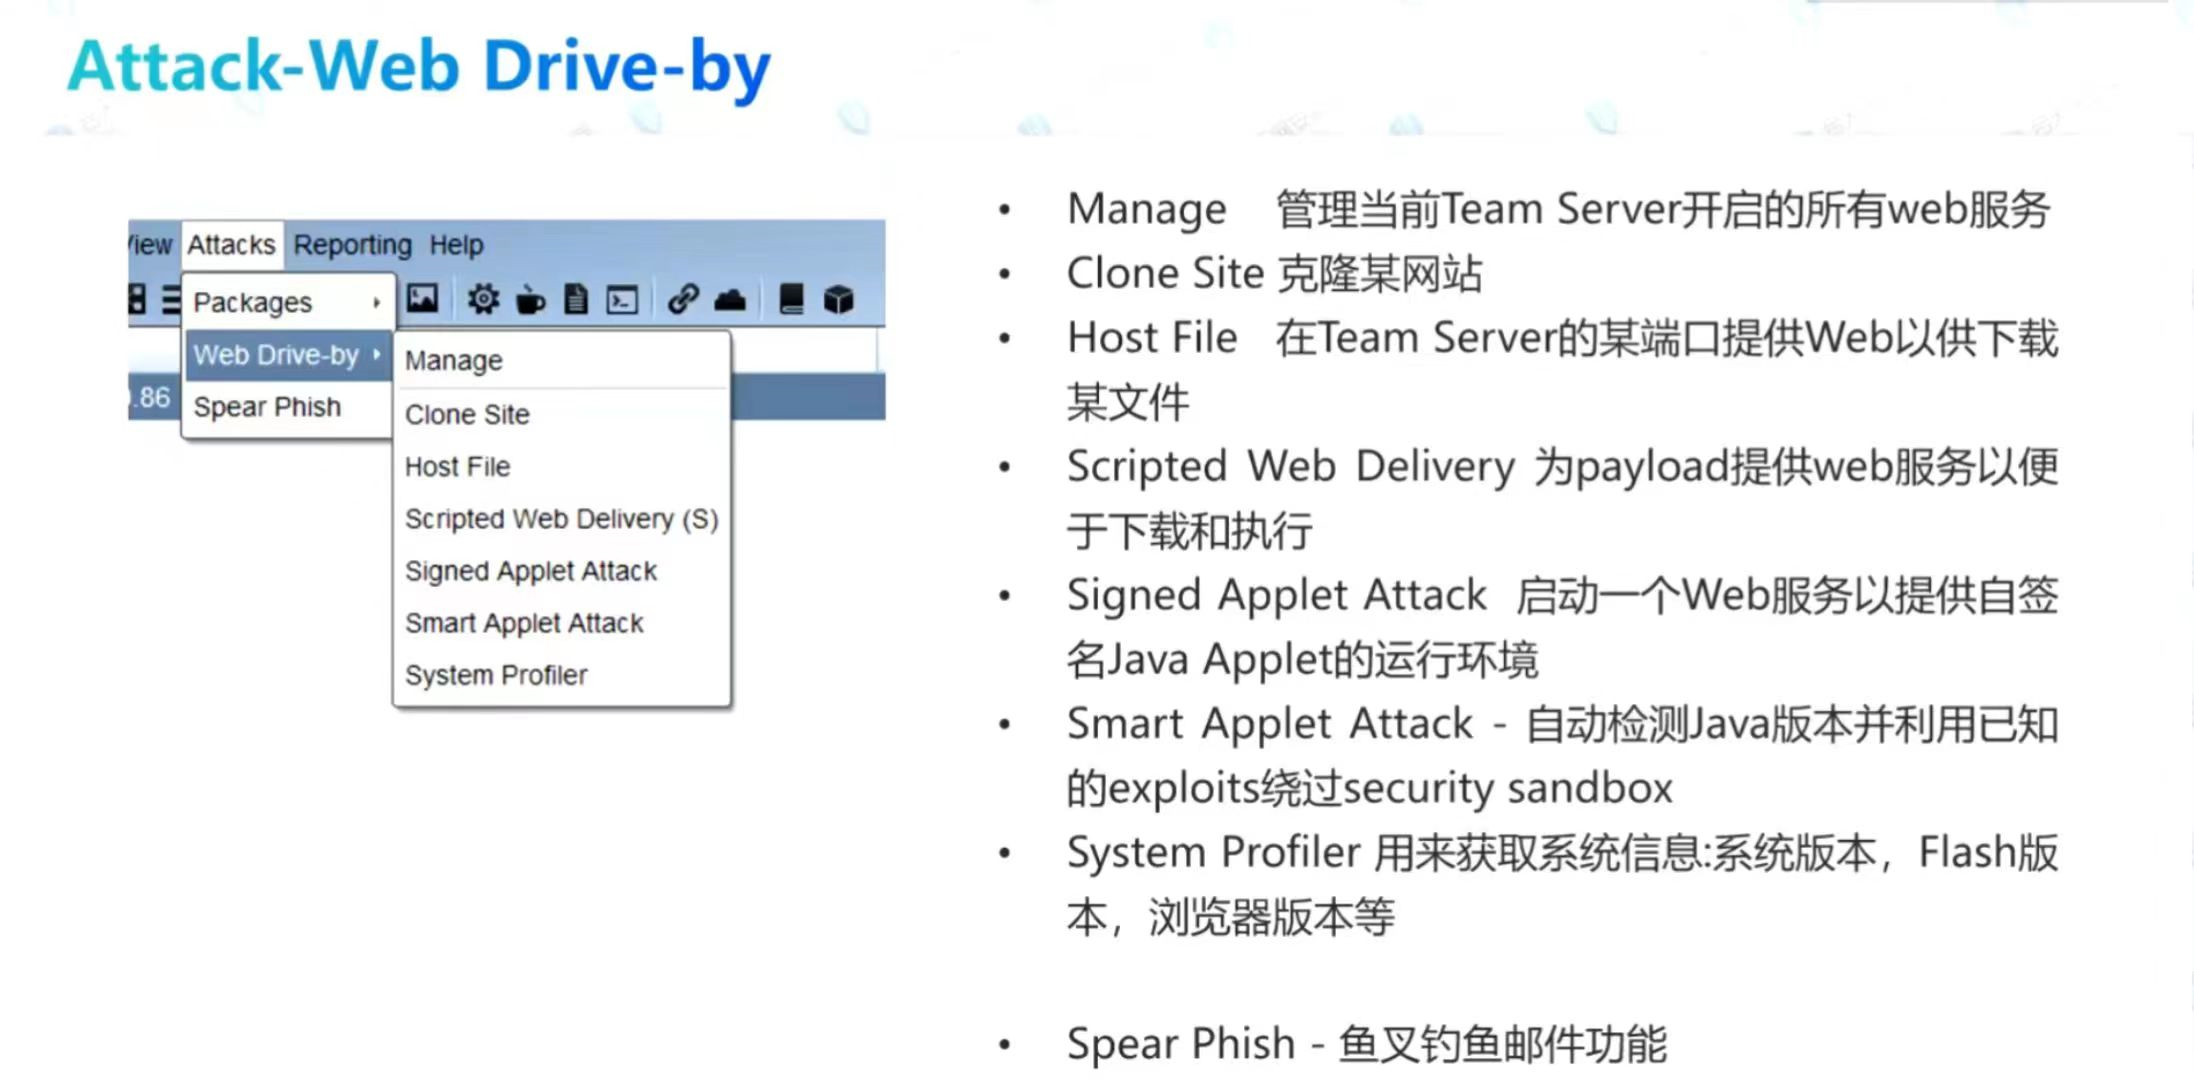 Attack-Web Drive-by
View Attacks Reporting Help
Packages
Web Drive-by
Manage
.86
Spear Phish
Clone Site
Host File
Scripted Web Delivery (S)
Signed Applet Attack
Smart Applet Attack
System Profiler
• Manage 管理当前Team Server开启的所有web服务
• Clone Site 克隆某网站
• Host File 在Team Server的某端口提供Web以供下载
某文件
• Scripted Web Delivery 为payload提供web服务以便
于下载和执行
• Signed Applet Attack 启动一个Web服务以提供自签
名Java Applet的运行环境
• Smart Applet Attack - 自动检测Java版本并利用已知
的exploits绕过security sandbox
• System Profiler 用来获取系统信息:系统版本，Flash版
本，浏览器版本等
• Spear Phish - 鱼叉钓鱼邮件功能